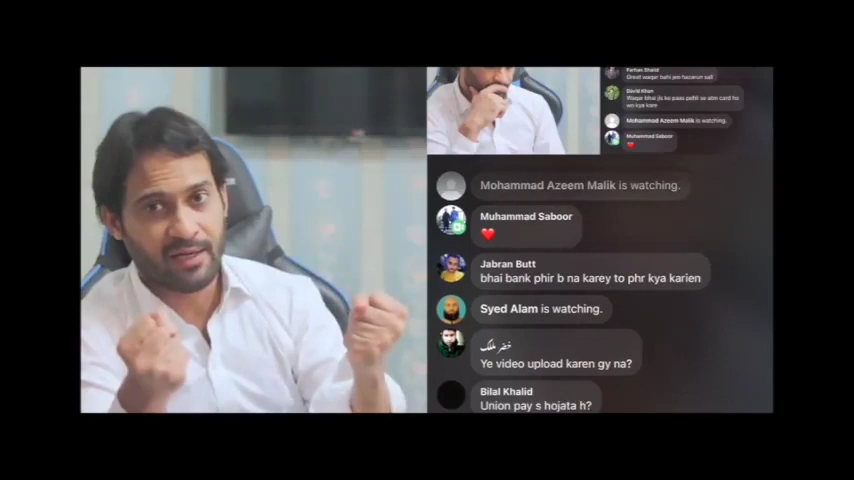 Farhan Shahid
Great waqar bahi jee hazarun sall
David Khan
Waqar bhai jis ke paas pehli se atm card ho
wo kya kare
Mohammad Azeem Malik is watching.
Muhammad Saboor
❤️
Mohammad Azeem Malik is watching.
Muhammad Saboor
❤️
Jabran Butt
bhai bank phir b na karey to phr kya karien
Syed Alam is watching.
خضر ملک
Ye video upload karen gy na?
Bilal Khalid
Union pay s hojata h?